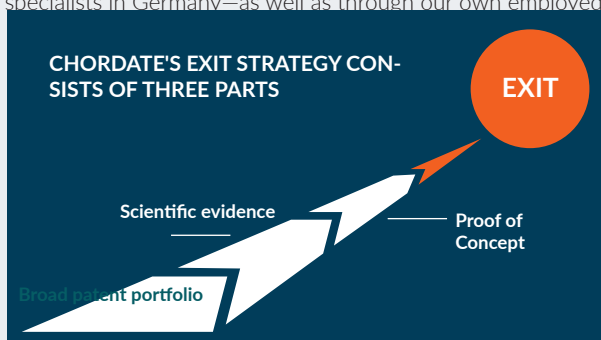 specialists in Germany—as well as through our own employed
CHORDATE'S EXIT STRATEGY CON-
SISTS OF THREE PARTS
EXIT
Scientific evidence
Proof of
Concept
Broad patent portfolio